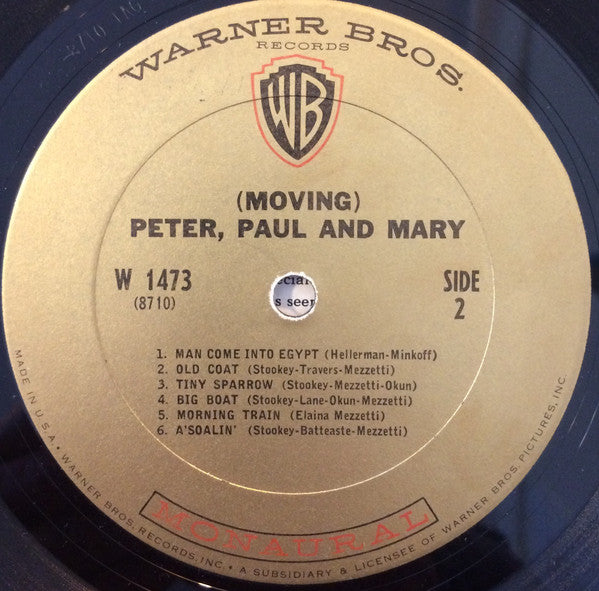 WARNER BROS.
RECORDS
WB
(MOVING)
PETER, PAUL AND MARY
W 1473
(8710)
SIDE
2
s seen
1. MAN COME INTO EGYPT (Hellerman-Minkoff)
2. OLD COAT (Stookey-Travers-Mezzetti)
3. TINY SPARROW (Stookey-Mezzetti-Okun)
4. BIG BOAT (Stookey-Lane-Okun-Mezzetti)
5. MORNING TRAIN (Elaina Mezzetti)
6. A'SOALIN' (Stookey-Batteaste-Mezzetti)
MONAURAL
MADE IN U.S.A. • WARNER BROS. RECORDS, INC. • A SUBSIDIARY & LICENSEE OF WARNER BROS. PICTURES, INC.